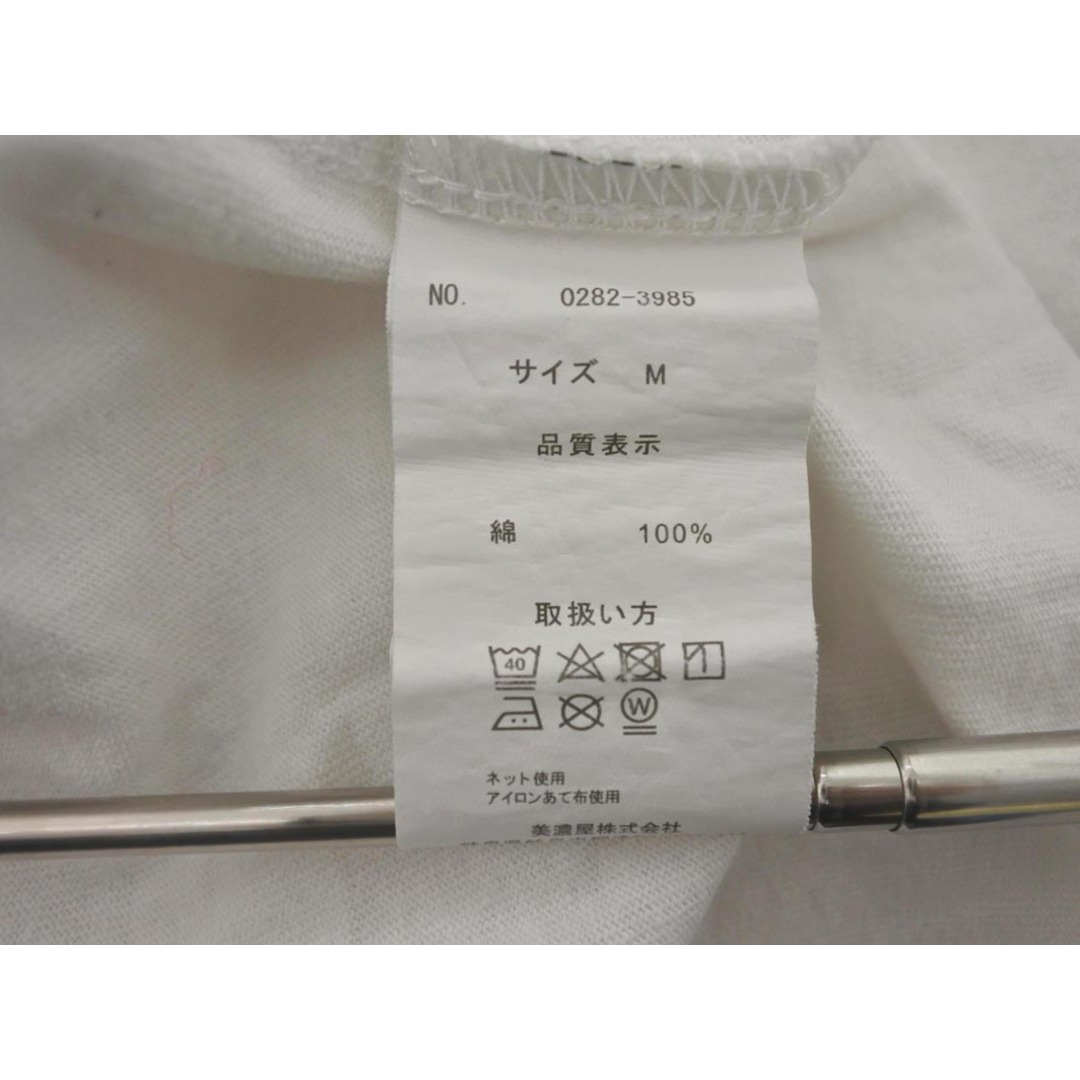 NO. 0282-3985
サイズ M
品質表示
綿 100%
取扱い方
40
W
ネット使用
アイロンあて布使用
美濃屋株式会社